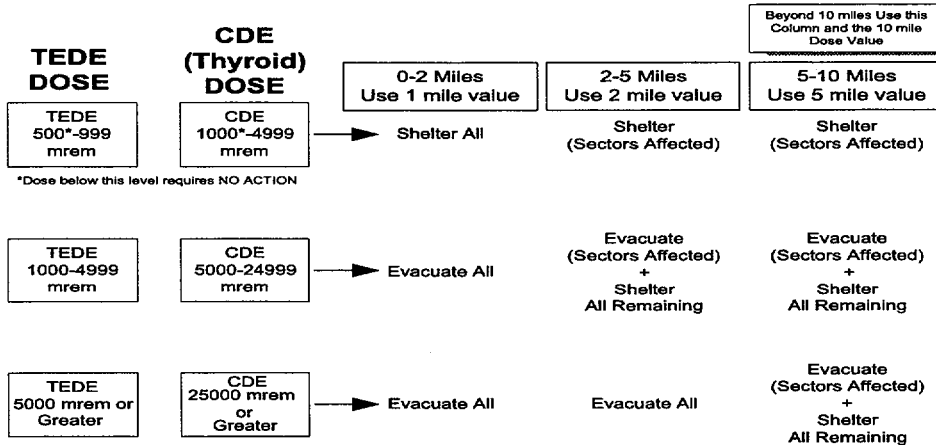 Beyond 10 miles Use this
Column and the 10 mile
Dose Value
TEDE
DOSE
CDE
(Thyroid)
DOSE
0-2 Miles
Use 1 mile value
2-5 Miles
Use 2 mile value
5-10 Miles
Use 5 mile value
TEDE
500*-999
mrem
CDE
1000*-4999
mrem
Shelter All
Shelter
(Sectors Affected)
Shelter
(Sectors Affected)
*Dose below this level requires NO ACTION
TEDE
1000-4999
mrem
CDE
5000-24999
mrem
Evacuate All
Evacuate
(Sectors Affected)
+
Shelter
All Remaining
Evacuate
(Sectors Affected)
+
Shelter
All Remaining
TEDE
5000 mrem or
Greater
CDE
25000 mrem
or
Greater
Evacuate All
Evacuate All
Evacuate
(Sectors Affected)
+
Shelter
All Remaining